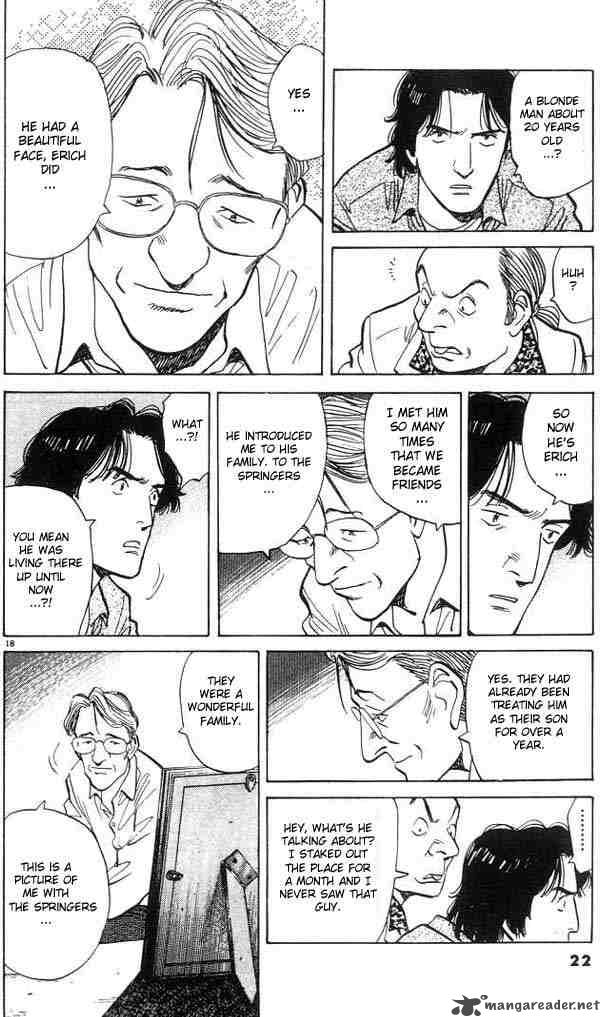 A BLONDE
MAN ABOUT
20 YEARS
OLD
...?
HUH
?
YES
...
HE HAD A
BEAUTIFUL
FACE, ERICH
DID
...
SO
NOW
HE'S
ERICH
...
I MET HIM
SO MANY
TIMES
THAT WE
BECAME
FRIENDS
...
HE INTRODUCED
ME TO HIS
FAMILY. TO THE
SPRINGERS
...
WHAT
...?!
YOU MEAN
HE WAS
LIVING THERE
UP UNTIL
NOW
...?!
18
YES. THEY HAD
ALREADY BEEN
TREATING HIM
AS THEIR SON
FOR OVER A
YEAR.
.........
HEY, WHAT'S HE
TALKING ABOUT?
I STAKED OUT
THE PLACE FOR
A MONTH AND I
NEVER SAW THAT
GUY.
THEY
WERE A
WONDERFUL
FAMILY.
THIS IS A
PICTURE OF
ME WITH
THE SPRINGERS
...
22
mangareader.net